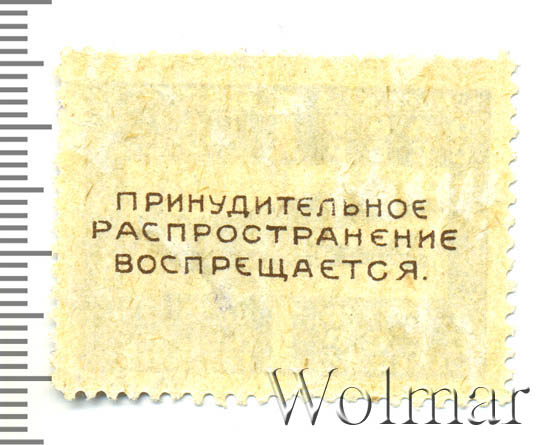 ПРИНУДИТЕЛЬНОЕ
РАСПРОСТРАНЕНИЕ
ВОСПРЕЩАЕТСЯ.
Wolmar